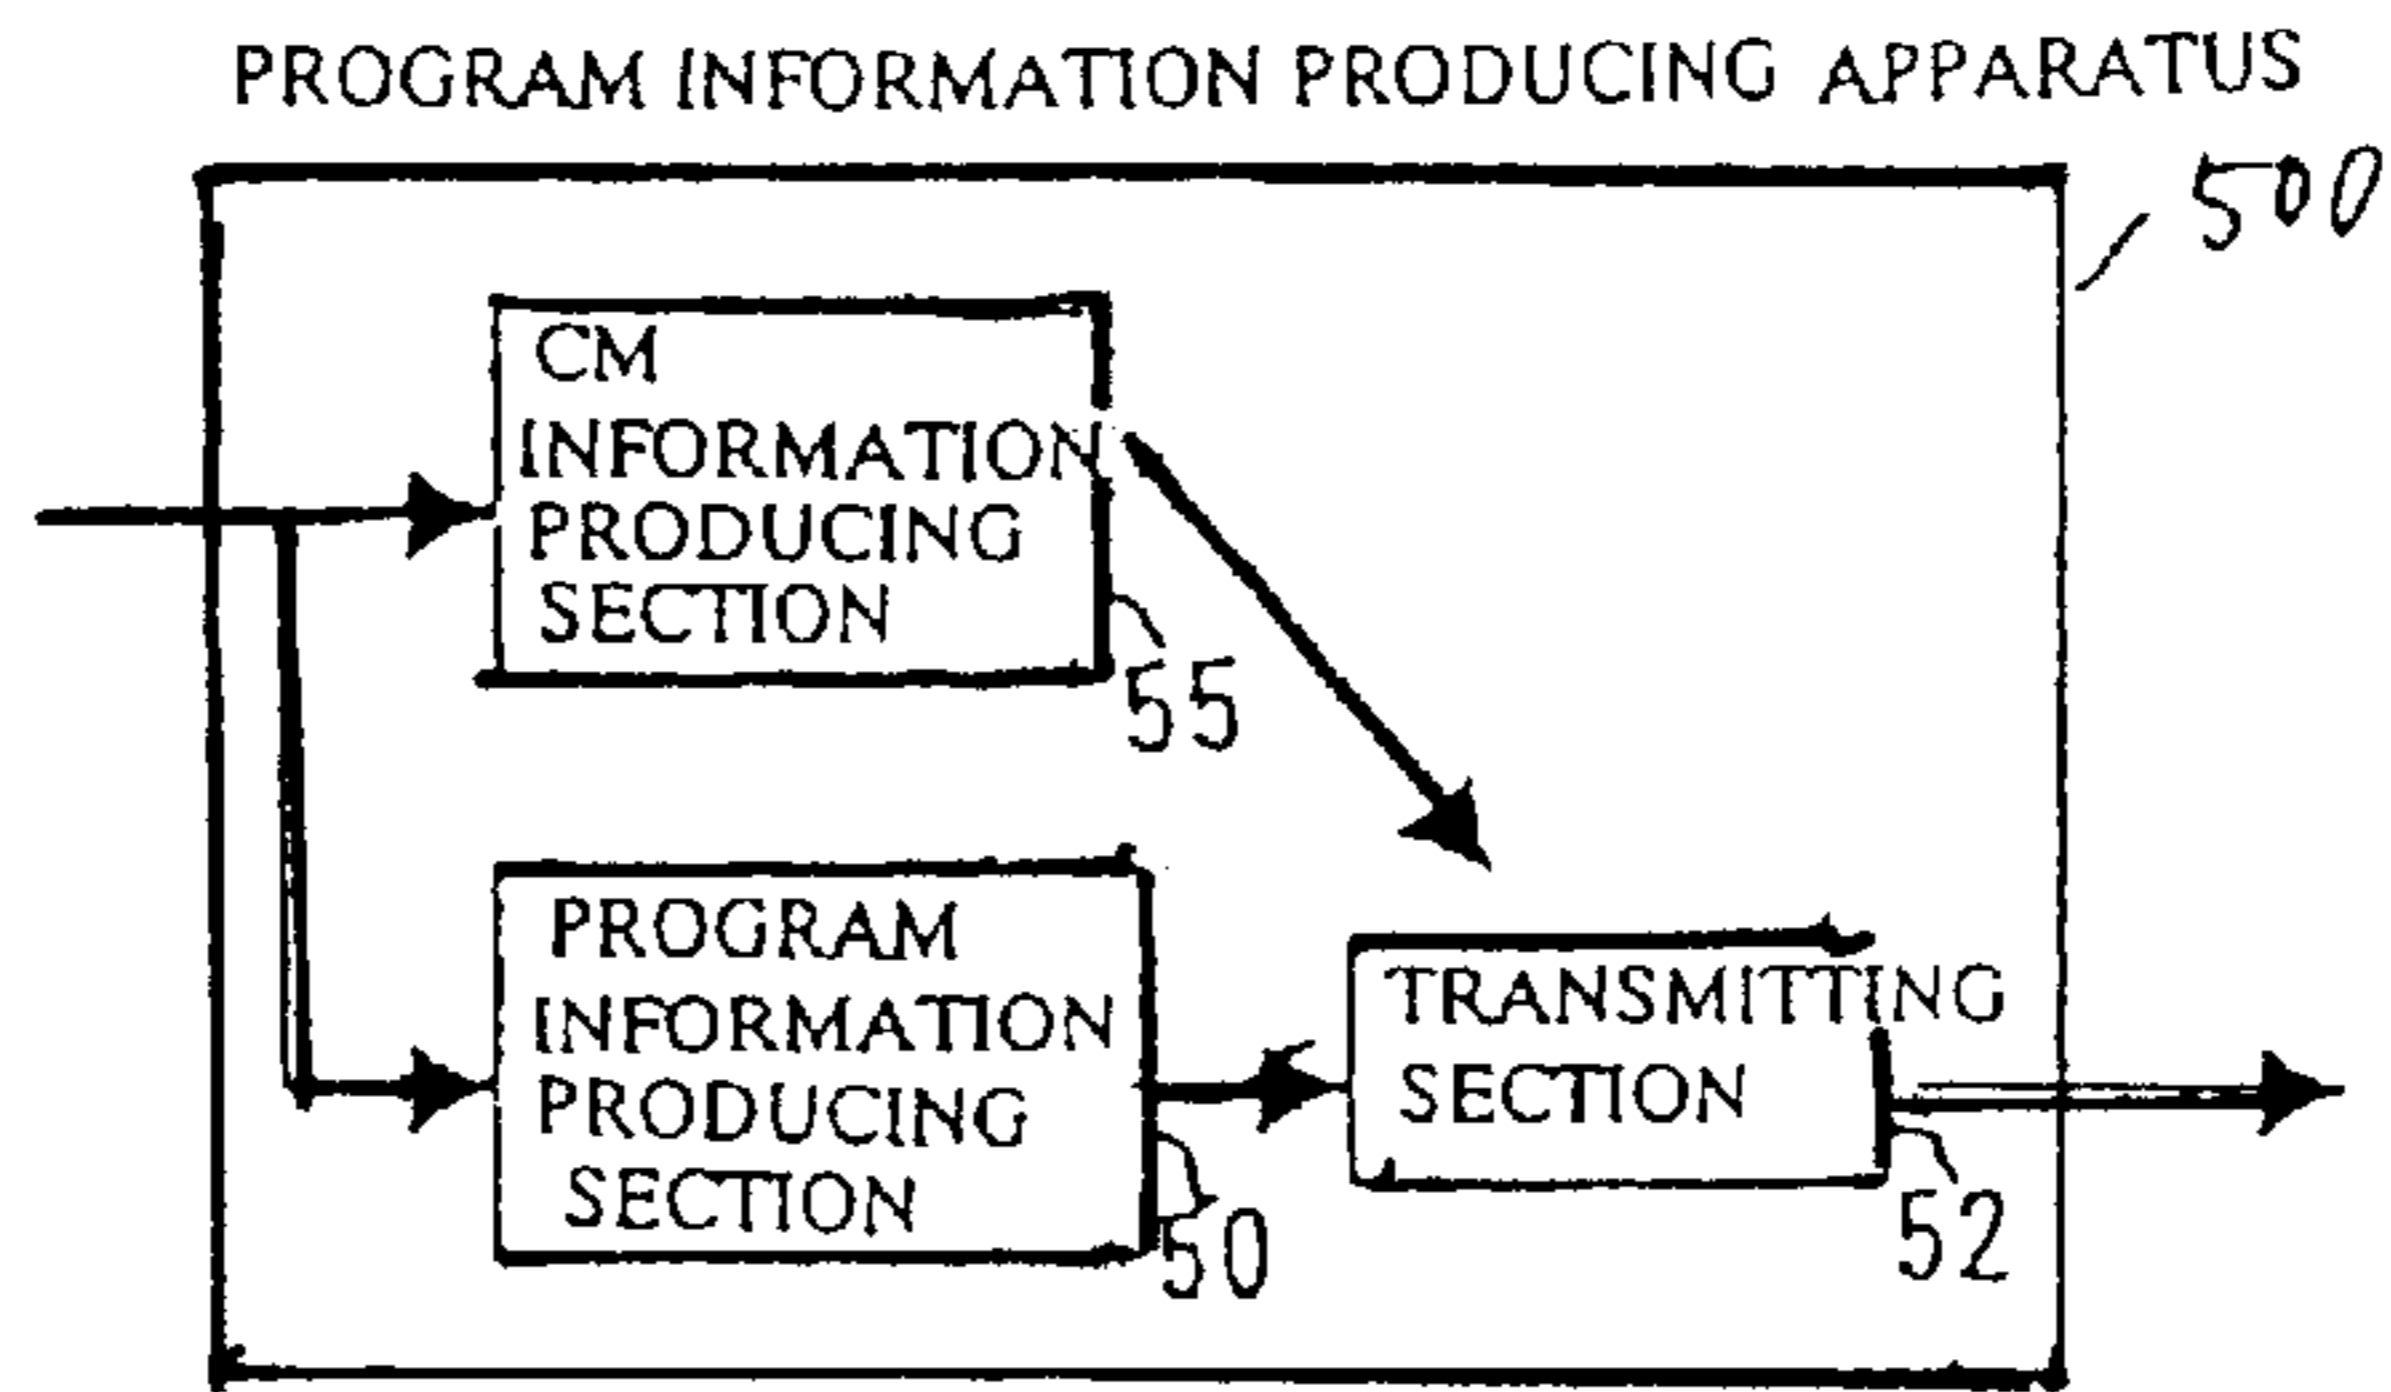 PROGRAM INFORMATION PRODUCING APPARATUS
500
CM
INFORMATION
PRODUCING
SECTION
55
PROGRAM
INFORMATION
PRODUCING
SECTION
50
TRANSMITTING
SECTION
52